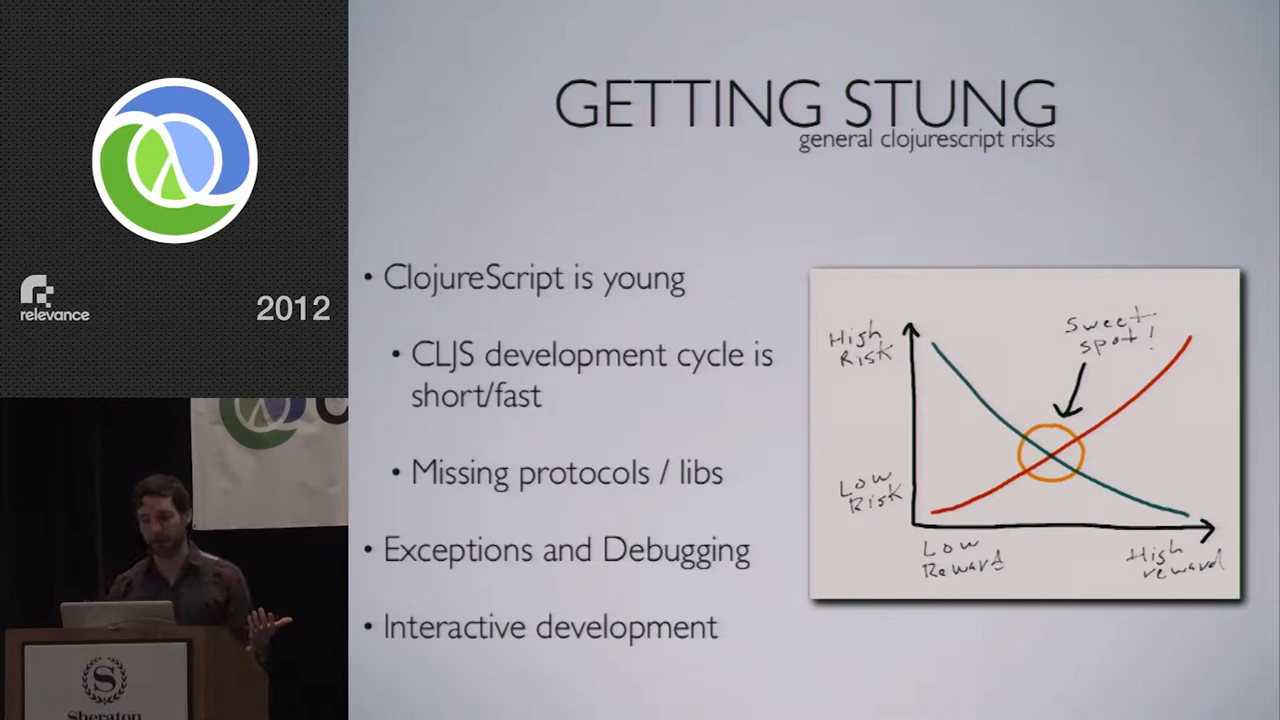 relevance
2012
Sheraton
GETTING STUNG
general clojurescript risks
• ClojureScript is young
• CLJS development cycle is
short/fast
• Missing protocols / libs
• Exceptions and Debugging
• Interactive development
High
Risk
sweet
spot!
Low
Risk
Low
Reward
High
reward